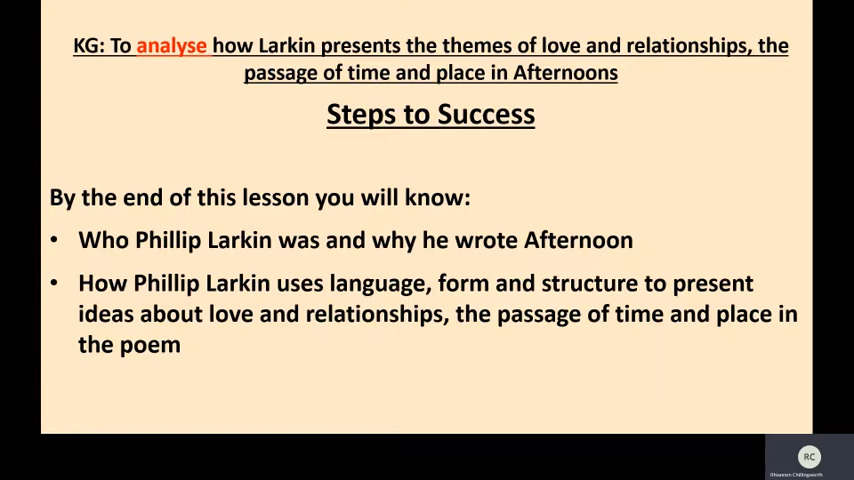 KG: To analyse how Larkin presents the themes of love and relationships, the
passage of time and place in Afternoons
Steps to Success
By the end of this lesson you will know:
• Who Phillip Larkin was and why he wrote Afternoon
• How Phillip Larkin uses language, form and structure to present
ideas about love and relationships, the passage of time and place in
the poem
RC
Rhiannon Chillingworth